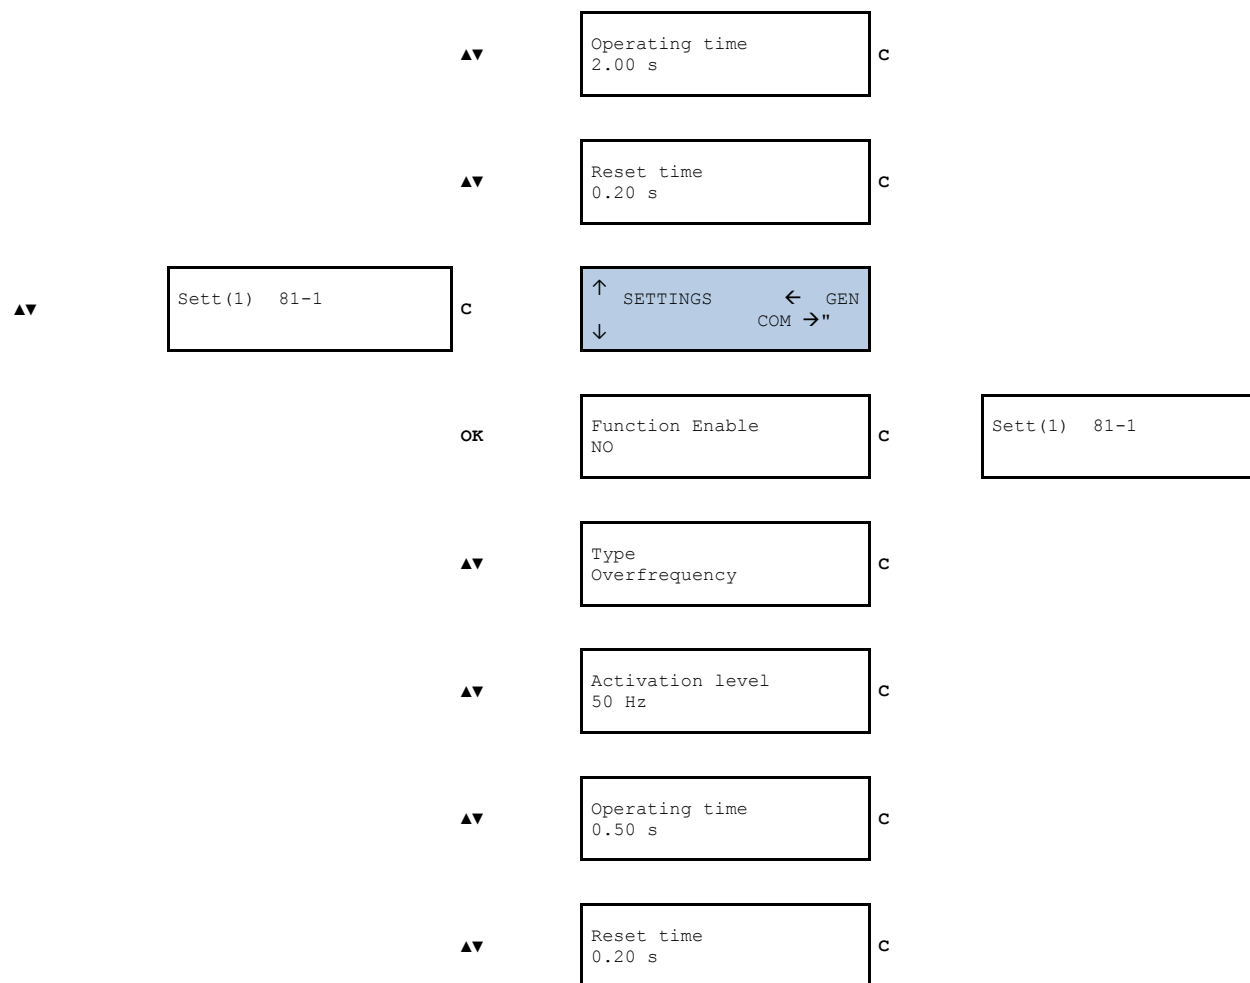 ▲▼ Operating time C
2.00 s
▲▼ Reset time C
0.20 s
▲▼ Sett(1) 81-1 C ↑ SETTINGS ← GEN
↓ COM →"
OK Function Enable C Sett(1) 81-1
NO
▲▼ Type C
Overfrequency
▲▼ Activation level C
50 Hz
▲▼ Operating time C
0.50 s
▲▼ Reset time C
0.20 s